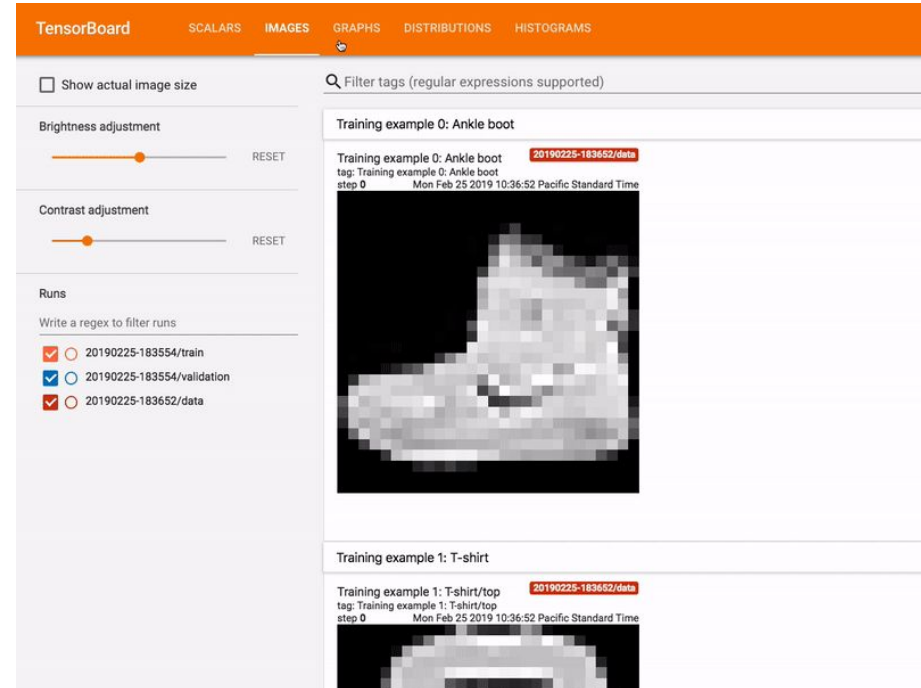 TensorBoard SCALARS IMAGES GRAPHS DISTRIBUTIONS HISTOGRAMS
Show actual image size
Filter tags (regular expressions supported)
Brightness adjustment
RESET
Contrast adjustment
RESET
Runs
Write a regex to filter runs
20190225-183554/train
20190225-183554/validation
20190225-183652/data
Training example 0: Ankle boot
Training example 0: Ankle boot 20190225-183652/data
tag: Training example 0: Ankle boot
step 0 Mon Feb 25 2019 10:36:52 Pacific Standard Time
Training example 1: T-shirt
Training example 1: T-shirt/top 20190225-183652/data
tag: Training example 1: T-shirt/top
step 0 Mon Feb 25 2019 10:36:52 Pacific Standard Time